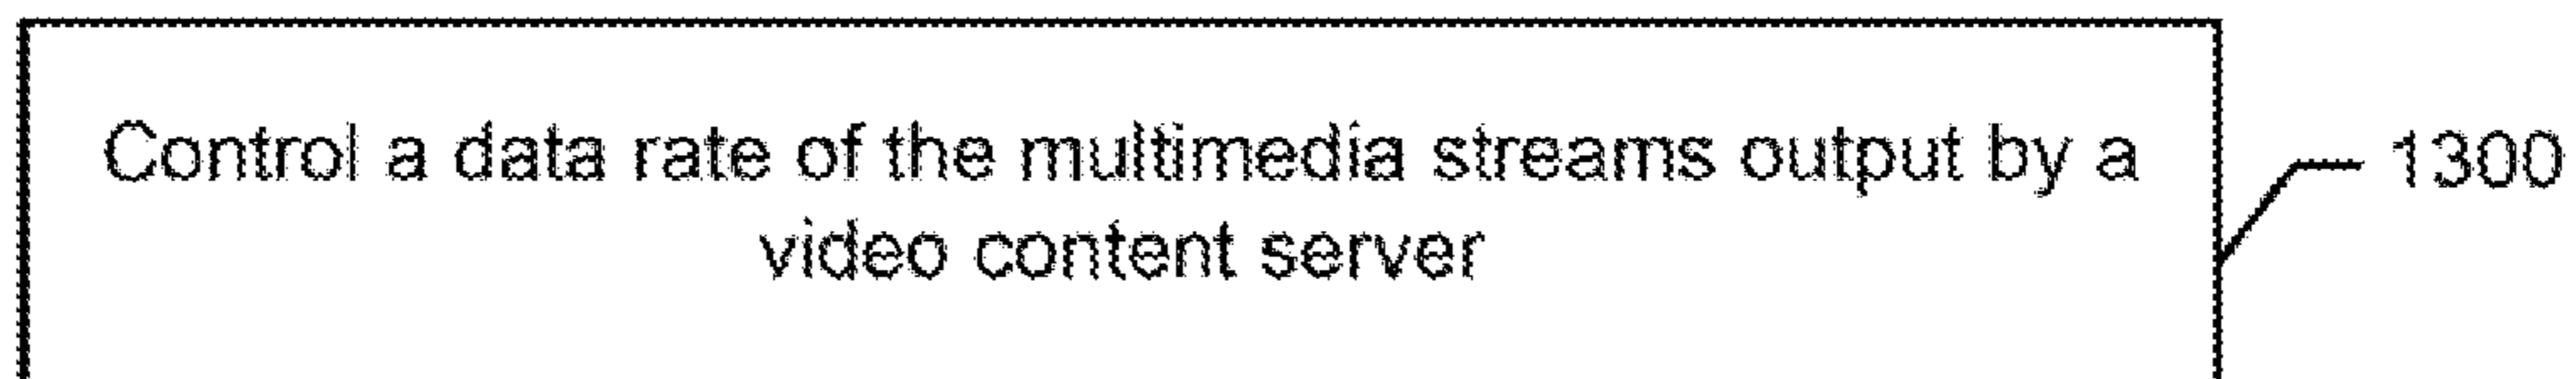 Control a data rate of the multimedia streams output by a
video content server
1300